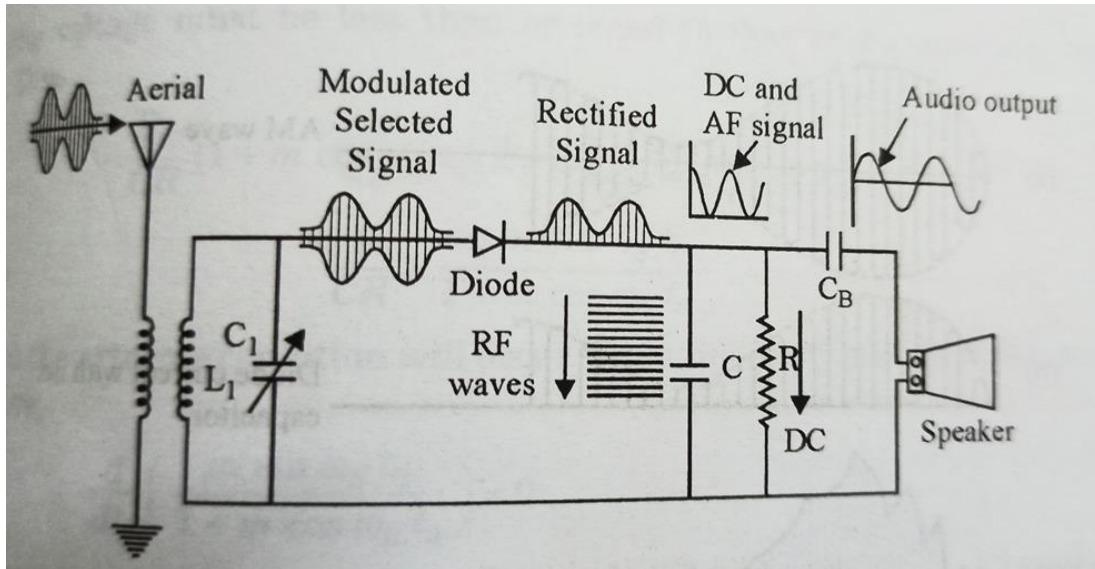 Aerial
Modulated
Selected
Signal
Rectified
Signal
DC and
AF signal
Audio output
Diode
C_B
C₁
L₁
RF
waves
C
R
DC
Speaker